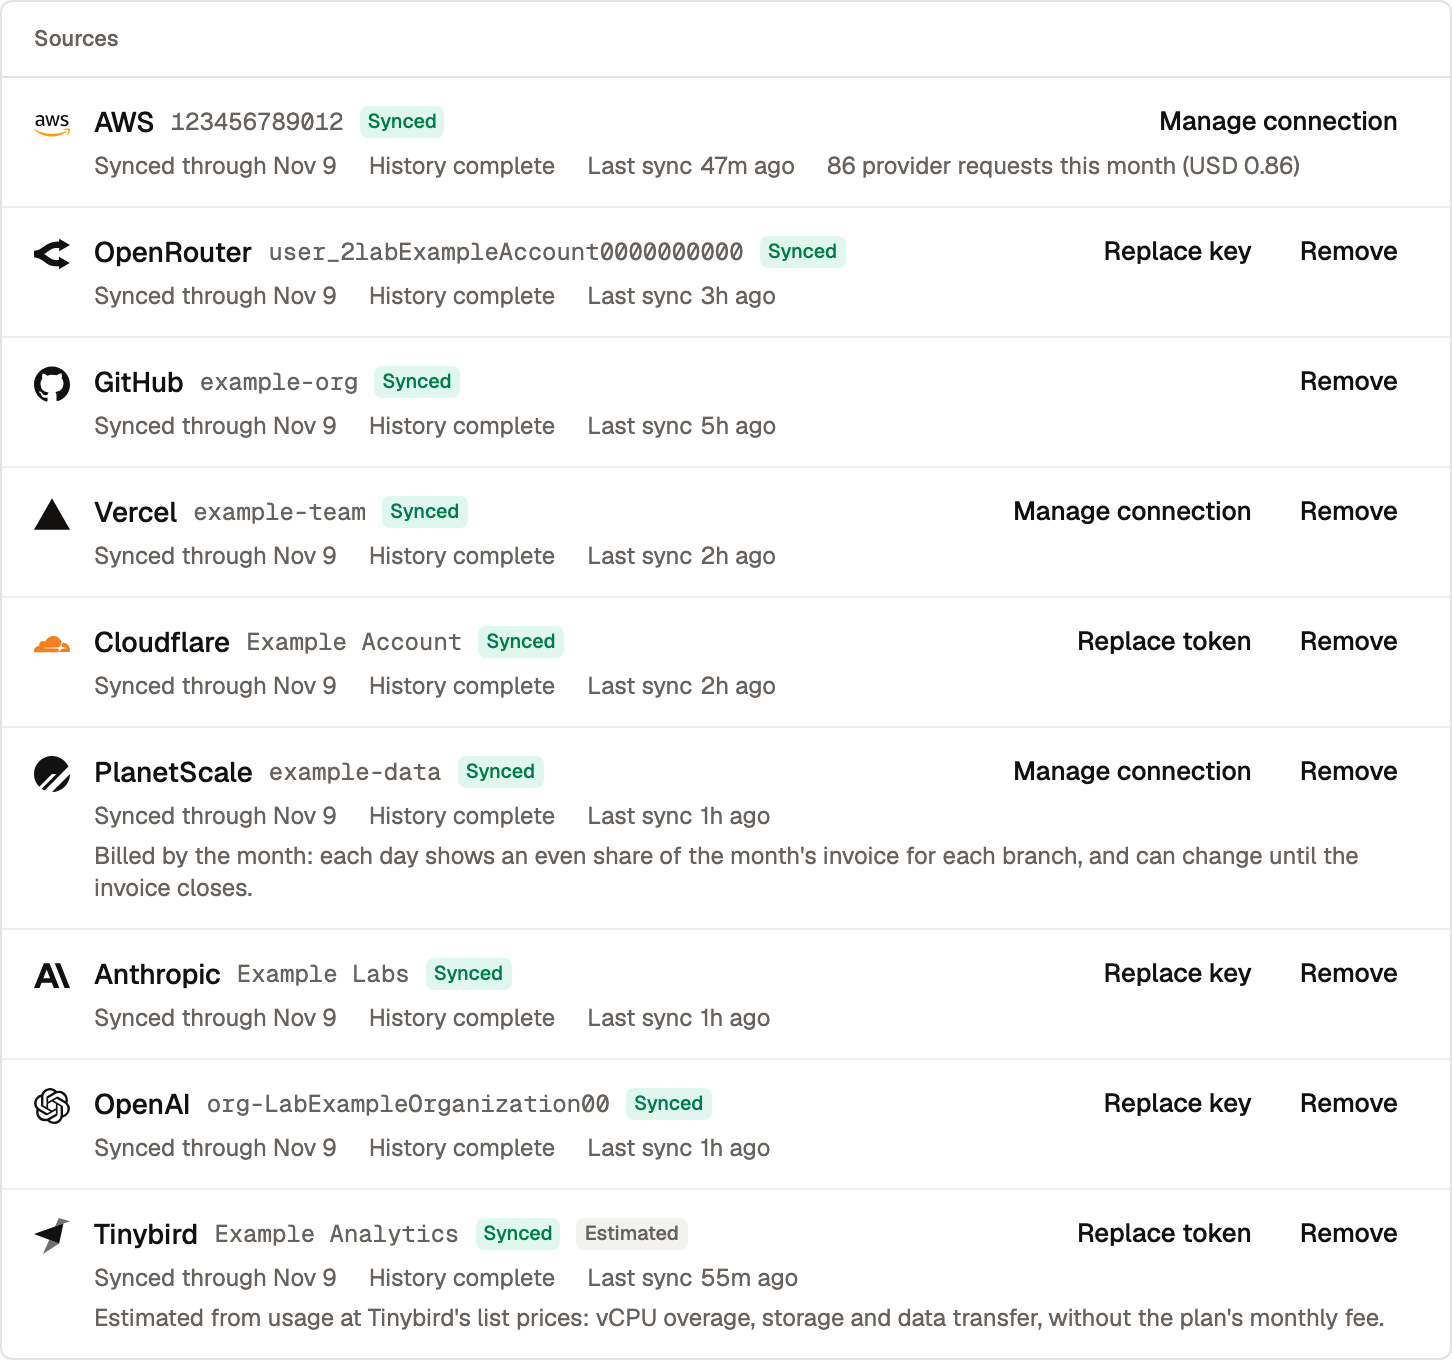 Sources
aws AWS 123456789012 Synced Manage connection
Synced through Nov 9 History complete Last sync 47m ago 86 provider requests this month (USD 0.86)
OpenRouter user_2labExampleAccount0000000000 Synced Replace key Remove
Synced through Nov 9 History complete Last sync 3h ago
GitHub example-org Synced Remove
Synced through Nov 9 History complete Last sync 5h ago
Vercel example-team Synced Manage connection Remove
Synced through Nov 9 History complete Last sync 2h ago
Cloudflare Example Account Synced Replace token Remove
Synced through Nov 9 History complete Last sync 2h ago
PlanetScale example-data Synced Manage connection Remove
Synced through Nov 9 History complete Last sync 1h ago
Billed by the month: each day shows an even share of the month's invoice for each branch, and can change until the
invoice closes.
Anthropic Example Labs Synced Replace key Remove
Synced through Nov 9 History complete Last sync 1h ago
OpenAI org-LabExampleOrganization00 Synced Replace key Remove
Synced through Nov 9 History complete Last sync 1h ago
Tinybird Example Analytics Synced Estimated Replace token Remove
Synced through Nov 9 History complete Last sync 55m ago
Estimated from usage at Tinybird's list prices: vCPU overage, storage and data transfer, without the plan's monthly fee.